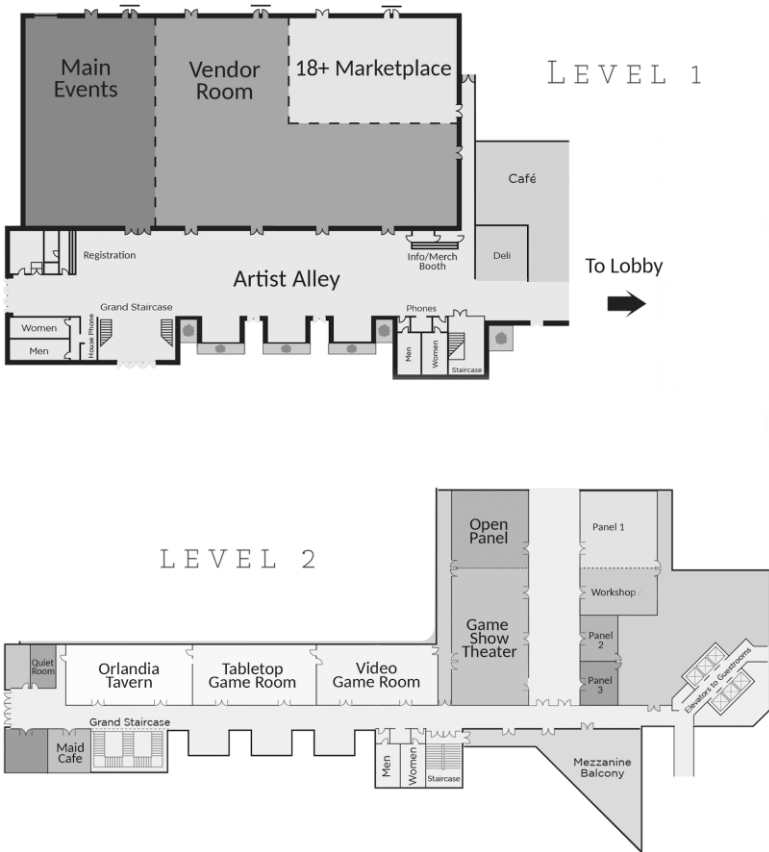 LEVEL 1
Main
Events
Vendor
Room
18+ Marketplace
Café
Deli
Registration
Info/Merch
Booth
To Lobby
Artist Alley
Grand Staircase
Phones
Women
Men
House Phone
Men
Women
Staircase
LEVEL 2
Open
Panel
Panel 1
Workshop
Game
Show
Theater
Panel
2
Panel
3
Quiet
Room
Orlandia
Tavern
Tabletop
Game Room
Video
Game Room
Elevators to Guestrooms
Grand Staircase
Maid
Cafe
Men
Women
Staircase
Mezzanine
Balcony